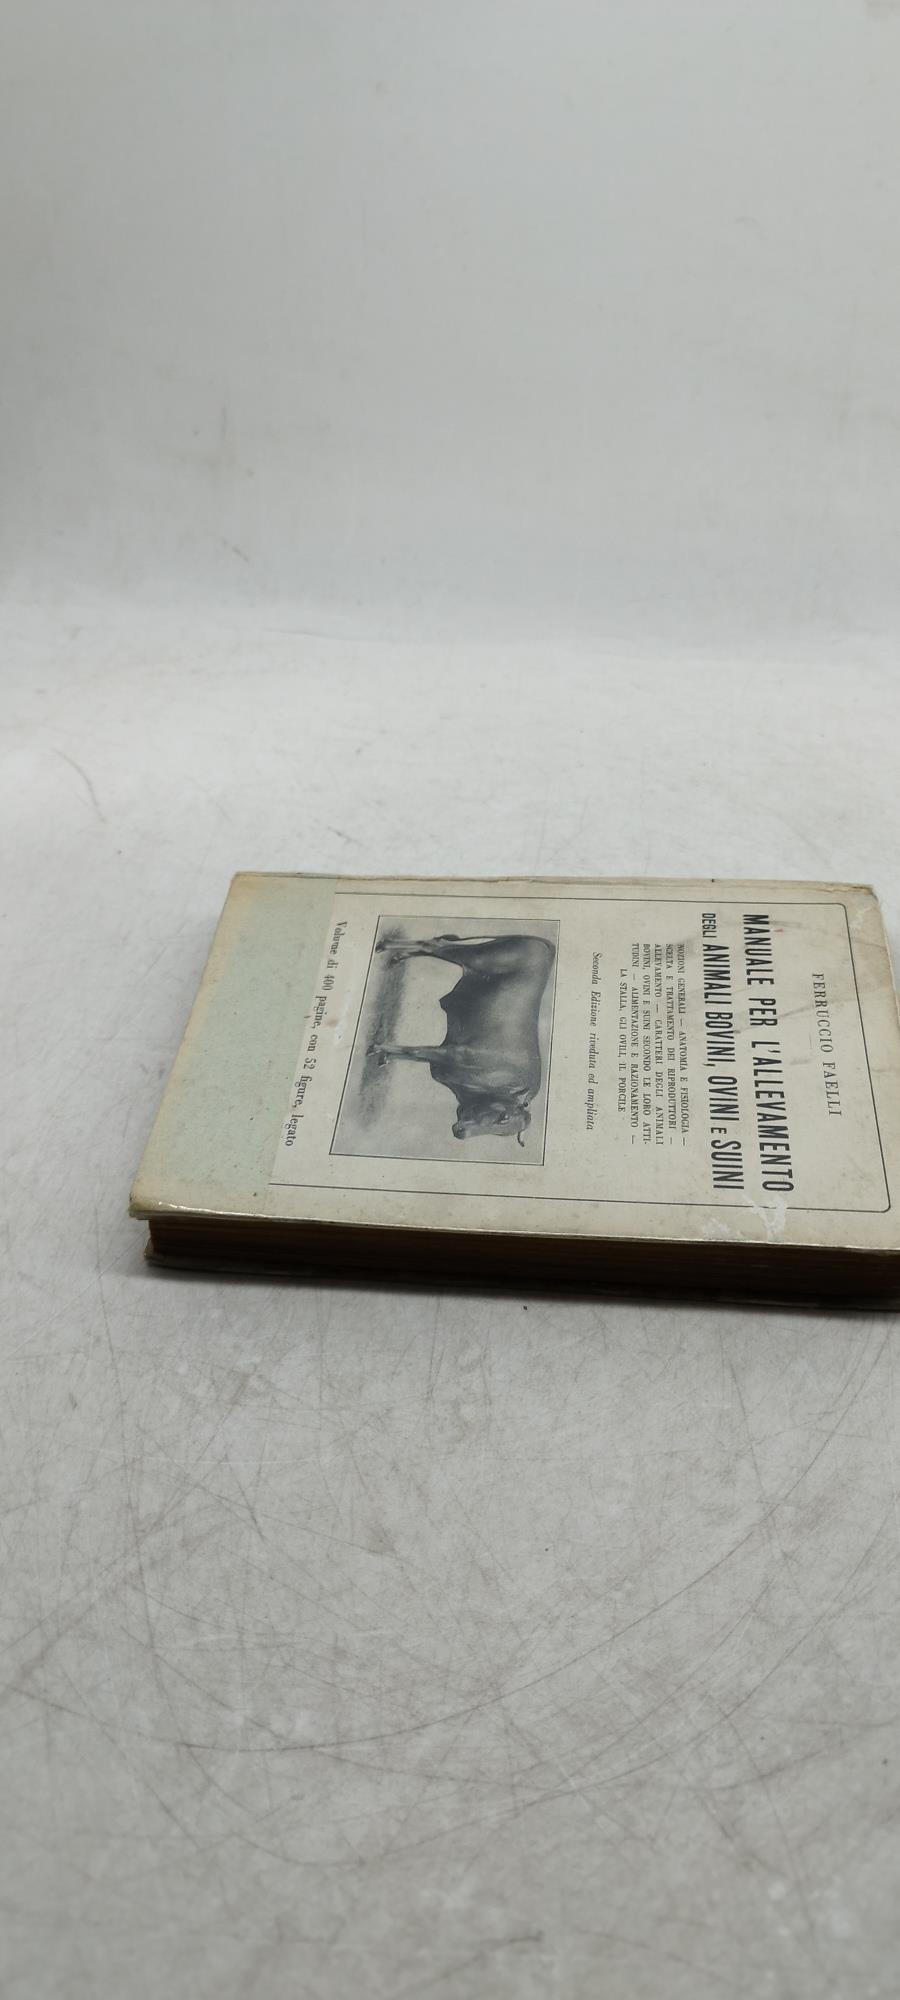 FERRUCCIO FAELLI
MANUALE PER L'ALLEVAMENTO
DEGLI ANIMALI BOVINI, OVINI E SUINI
NOZIONI GENERALI — ANATOMIA E FISIOLOGIA —
SCELTA E TRATTAMENTO DEI RIPRODUTTORI —
ALLEVAMENTO — CARATTERI DEGLI ANIMALI
BOVINI, OVINI E SUINI SECONDO LE LORO ATTI-
TUDINI — ALIMENTAZIONE E RAZIONAMENTO —
LA STALLA, GLI OVILI, IL PORCILE
Seconda Edizione riveduta ed ampliata
Volume di 400 pagine, con 52 figure, legato